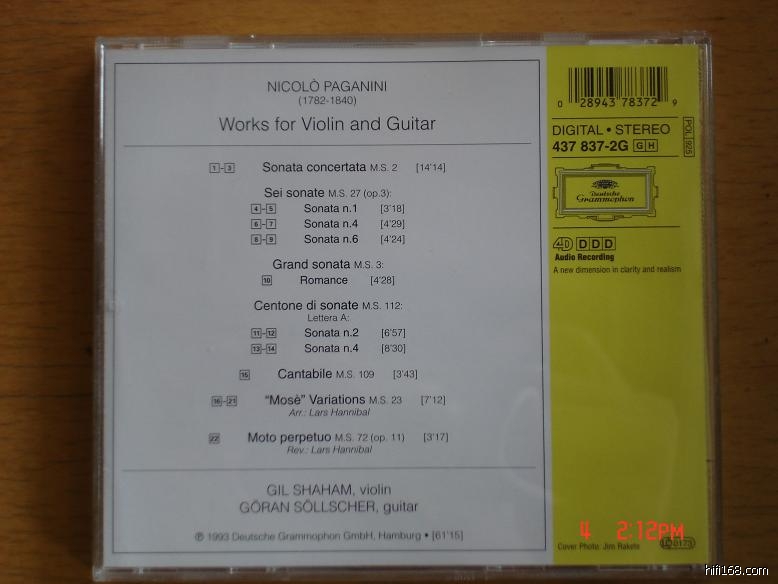 NICOLÒ PAGANINI
(1782-1840)
Works for Violin and Guitar
1-3 Sonata concertata M.S. 2 [14'14]
Sei sonate M.S. 27 (op.3):
4-5 Sonata n.1 [3'18]
6-7 Sonata n.4 [4'29]
8-9 Sonata n.6 [4'24]
Grand sonata M.S. 3:
10 Romance [4'28]
Centone di sonate M.S. 112:
Lettera A:
11-12 Sonata n.2 [6'57]
13-14 Sonata n.4 [8'30]
15 Cantabile M.S. 109 [3'43]
16-21 "Mosè" Variations M.S. 23 [7'12]
Arr.: Lars Hannibal
22 Moto perpetuo M.S. 72 (op. 11) [3'17]
Rev.: Lars Hannibal
GIL SHAHAM, violin
GÖRAN SÖLLSCHER, guitar
℗ 1993 Deutsche Grammophon GmbH, Hamburg • [61'15]
0 28943 78372 9
DIGITAL • STEREO
437 837-2 G G H
POL 925
Deutsche
Grammophon
4D DDD
Audio Recording
A new dimension in clarity and realism
4 2:12PM
Cover Photo: Jim Rakete
LC 0173
hifi168.com